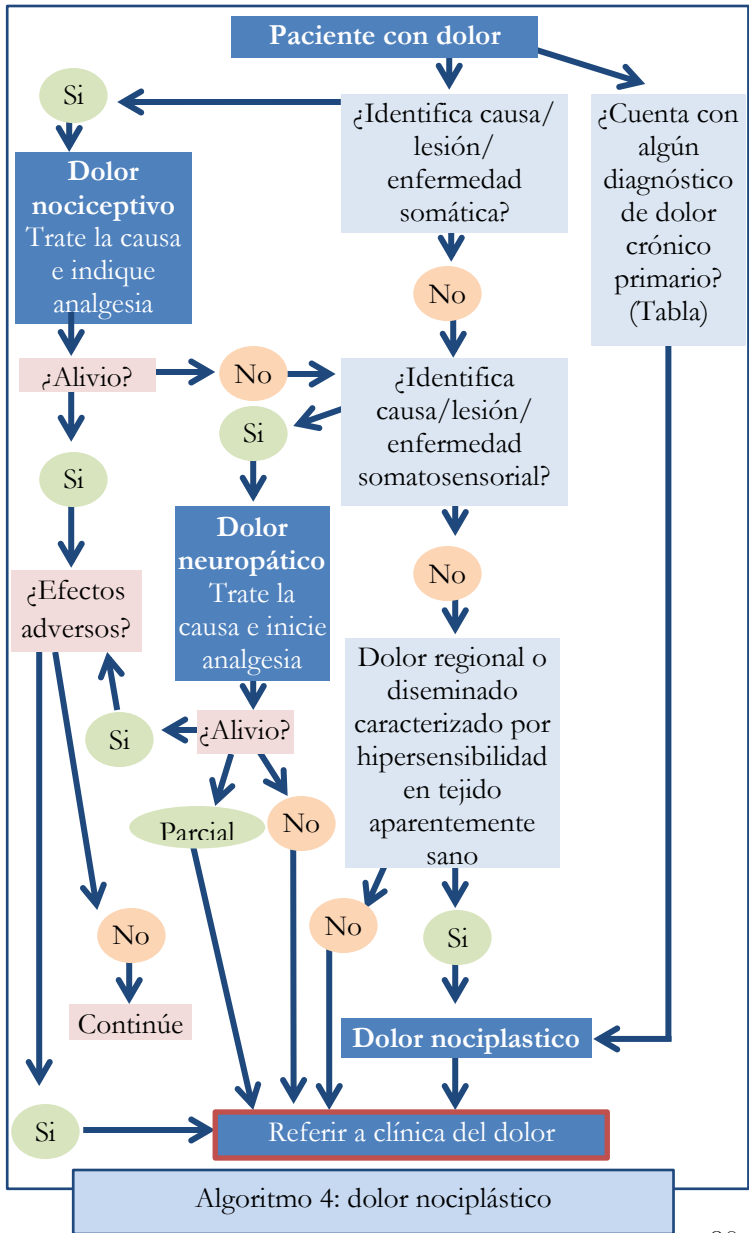 Paciente con dolor
Si
¿Identifica causa/
lesión/
enfermedad
somática?
¿Cuenta con
algún
diagnóstico
de dolor
crónico
primario?
(Tabla)
Dolor
nociceptivo
Trate la causa
e indique
analgesia
No
¿Alivio?
No
¿Identifica
causa/lesión/
enfermedad
somatosensorial?
Si
Si
Dolor
neuropático
Trate la
causa e inicie
analgesia
No
¿Efectos
adversos?
Dolor regional o
diseminado
caracterizado por
hipersensibilidad
en tejido
aparentemente
sano
Si
¿Alivio?
Parcial
No
No
No
Si
Continúe
Dolor nociplastico
Si
Referir a clínica del dolor
Algoritmo 4: dolor nociplástico